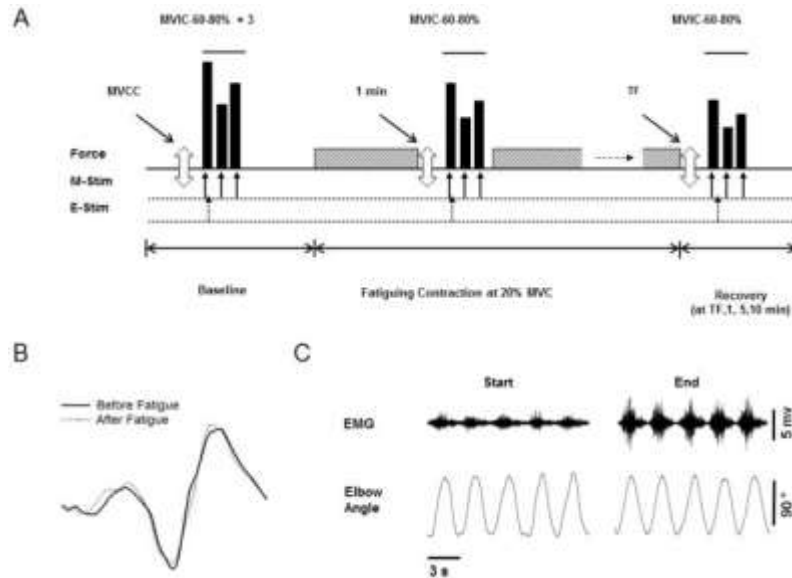 A
MVIC-60-80% * 3
MVIC-60-80%
MVIC-60-80%
MVCC
1 min
TF
Force
M-Stim
E-Stim
Baseline
Fatiguing Contraction at 20% MVC
Recovery
(at TF,1, 5,10 min)
B
Before Fatigue
After Fatigue
C
Start
End
EMG
5 mv
Elbow
Angle
90°
3 s